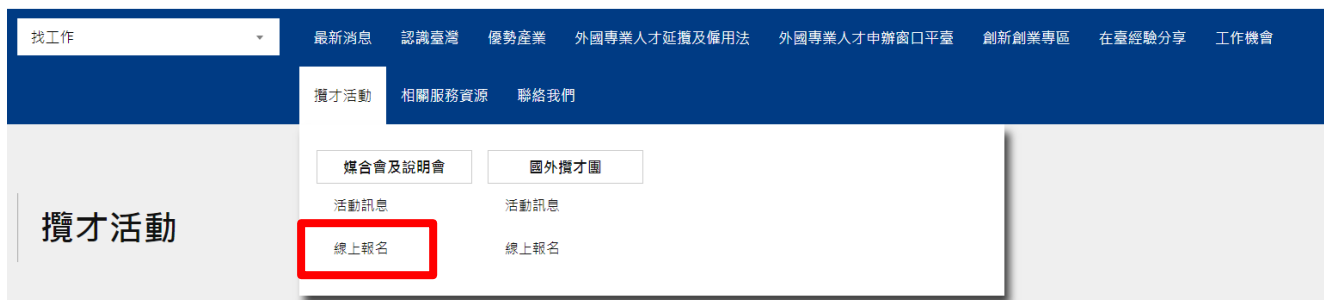 找工作
最新消息 認識臺灣 優勢產業 外國專業人才延攬及僱用法 外國專業人才申辦窗口平臺 創新創業專區 在臺經驗分享 工作機會
攬才活動 相關服務資源 聯絡我們
媒合會及說明會 國外攬才團
活動訊息 活動訊息
攬才活動
線上報名 線上報名